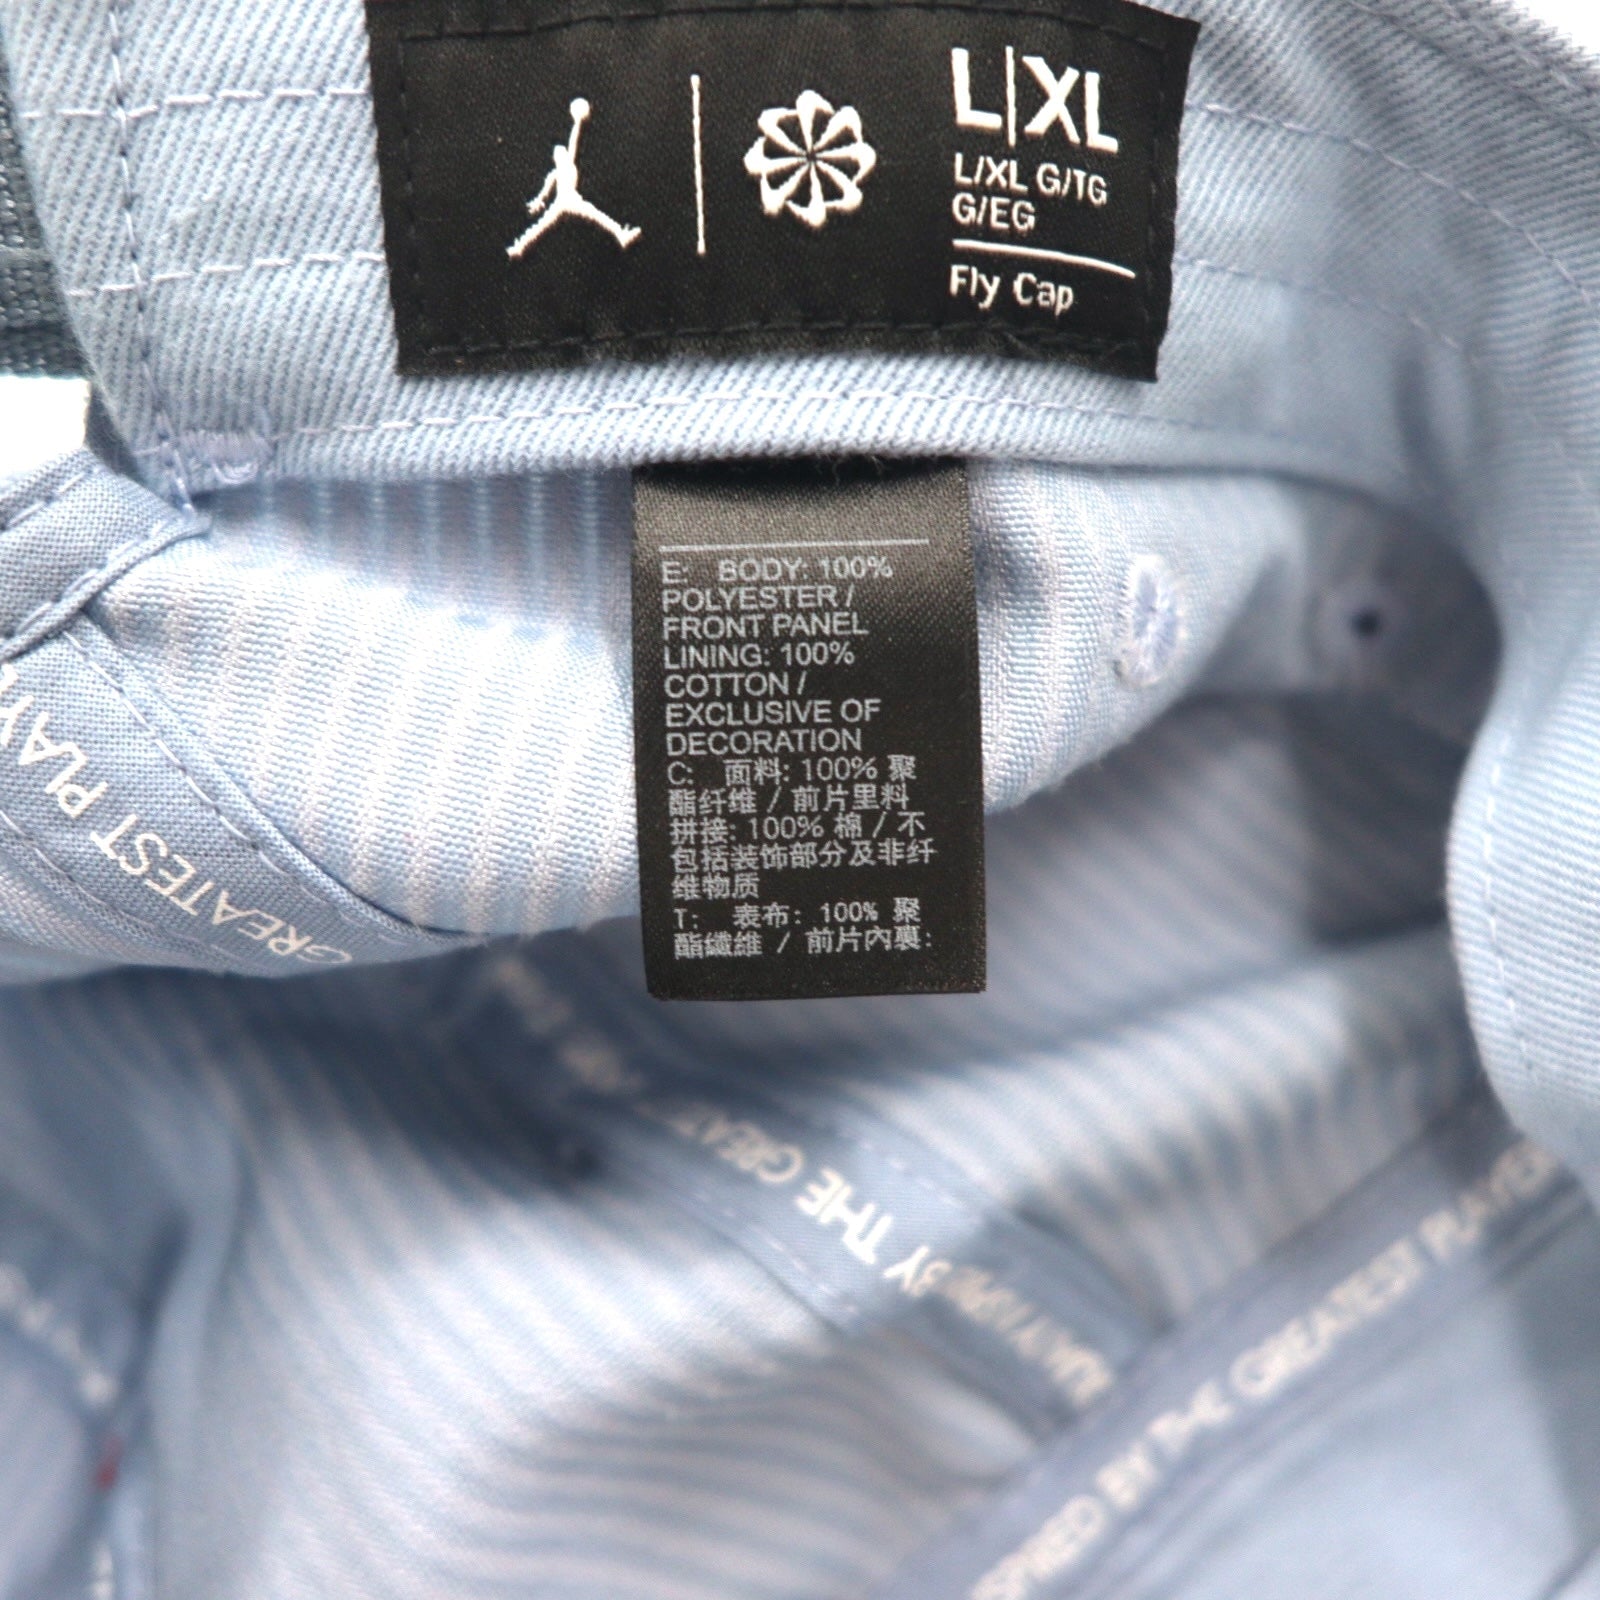 L|XL
L/XL G/TG
G/EG
Fly Cap
E: BODY: 100%
POLYESTER /
FRONT PANEL
LINING: 100%
COTTON /
EXCLUSIVE OF
DECORATION
C: 面料: 100% 聚
酯纤维 / 前片里料
拼接: 100% 棉 / 不
包括装饰部分及非纤
维物质
T: 表布: 100% 聚
酯纖維 / 前片內裏:
GREATEST PLAY
BY THE GREAT
BY THE GREATEST PLAYER